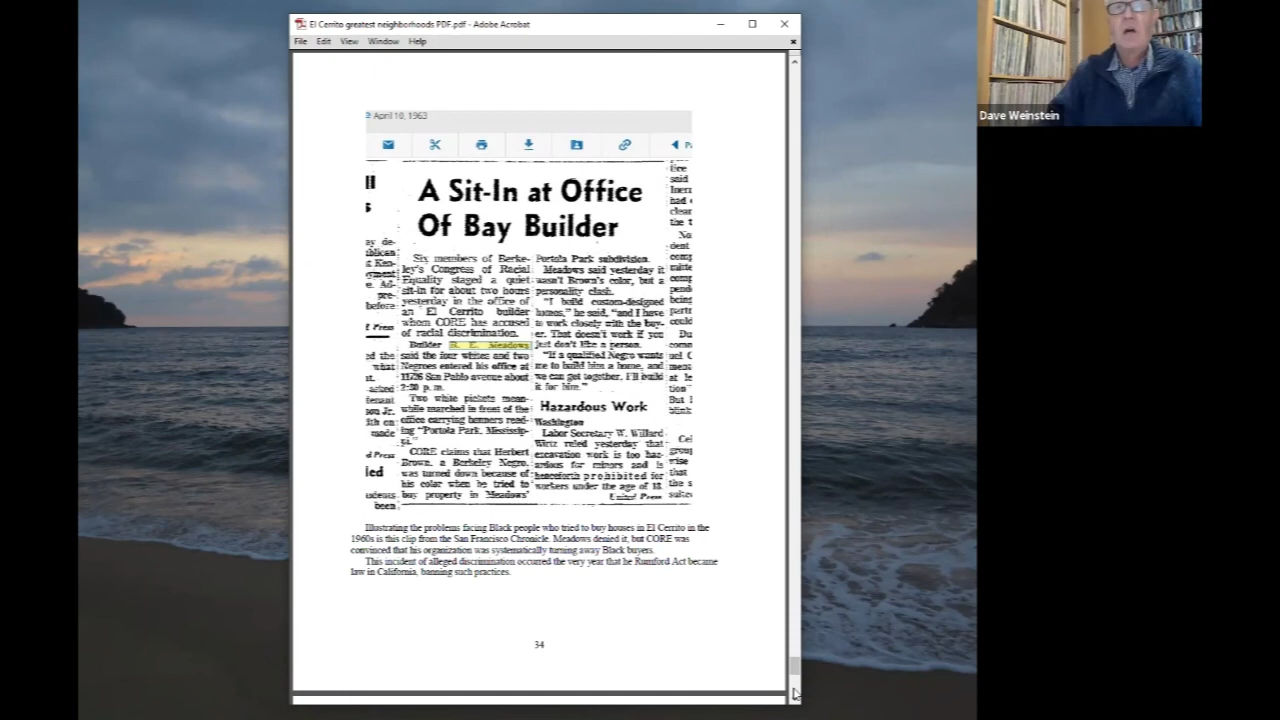 El Cerrito greatest neighborhoods PDF.pdf - Adobe Acrobat
File Edit View Window Help
Dave Weinstein
April 10, 1963
A Sit-In at Office
Of Bay Builder
Six members of Berke-
ley's Congress of Racial
Equality staged a quiet
sit-in for about two hours
yesterday in the office of
an El Cerrito builder
whom CORE has accused
of racial discrimination.
Builder R. E. Meadows
said the four whites and two
Negroes entered his office at
11726 San Pablo avenue about
2:30 p. m.
Two white pickets mean-
while marched in front of the
office carrying banners read-
ing "Portola Park, Mississip-
pi."
CORE claims that Herbert
Brown, a Berkeley Negro,
was turned down because of
his color when he tried to
buy property in Meadows'
Portola Park subdivision.
Meadows said yesterday it
wasn't Brown's color, but a
personality clash.
"I build custom-designed
homes," he said, "and I have
to work closely with the buy-
er. That doesn't work if you
just don't like a person.
"If a qualified Negro wants
me to build him a home, and
we can get together, I'll build
it for him."
Hazardous Work
Washington
Labor Secretary W. Willard
Wirtz ruled yesterday that
excavation work is too haz-
ardous for minors and is
henceforth prohibited for
workers under the age of 18.
United Press
Illustrating the problems facing Black people who tried to buy houses in El Cerrito in the
1960s is this clip from the San Francisco Chronicle. Meadows denied it, but CORE was
convinced that his organization was systematically turning away Black buyers.
This incident of alleged discrimination occurred the very year that he Rumford Act became
law in California, banning such practices.
34